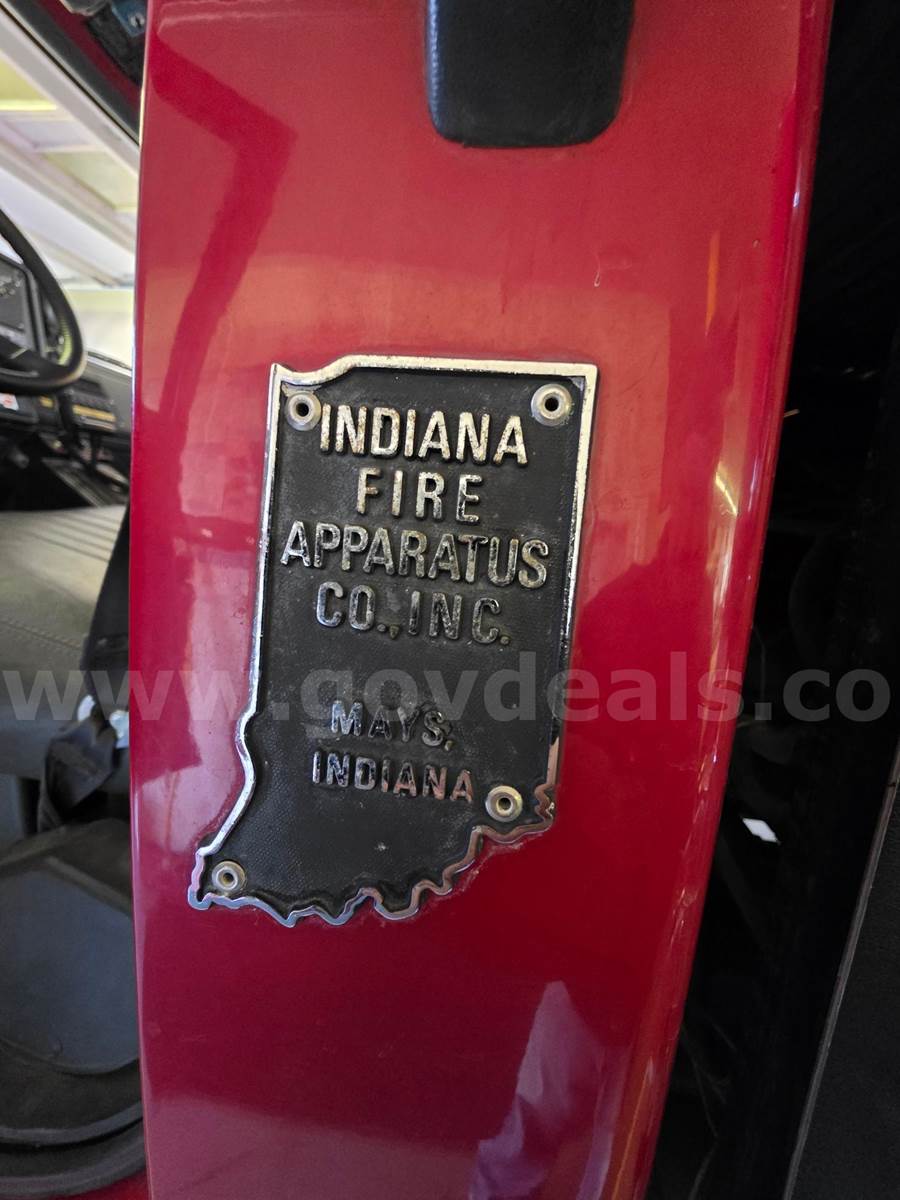 INDIANA
FIRE
APPARATUS
CO., INC.
www.govdeals.co
MAYS,
INDIANA